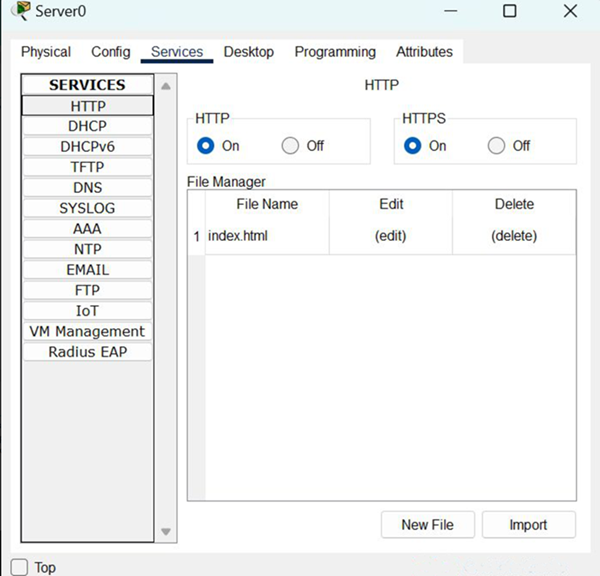 Server0
Physical Config Services Desktop Programming Attributes
SERVICES
HTTP
DHCP
DHCPv6
TFTP
DNS
SYSLOG
AAA
NTP
EMAIL
FTP
IoT
VM Management
Radius EAP
HTTP
HTTP
On Off
HTTPS
On Off
File Manager
File Name Edit Delete
1 index.html (edit) (delete)
New File Import
Top